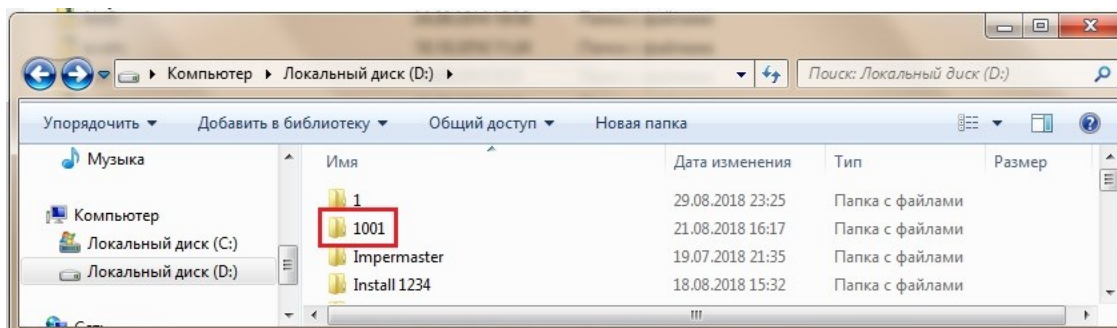 Компьютер ▸ Локальный диск (D:) ▸ Поиск: Локальный диск (D:)
Упорядочить ▾ Добавить в библиотеку ▾ Общий доступ ▾ Новая папка
Музыка Имя Дата изменения Тип Размер
1 29.08.2018 23:25 Папка с файлами
Компьютер 1001 21.08.2018 16:17 Папка с файлами
Локальный диск (C:) Impermaster 19.07.2018 21:35 Папка с файлами
Локальный диск (D:) Install 1234 18.08.2018 15:32 Папка с файлами